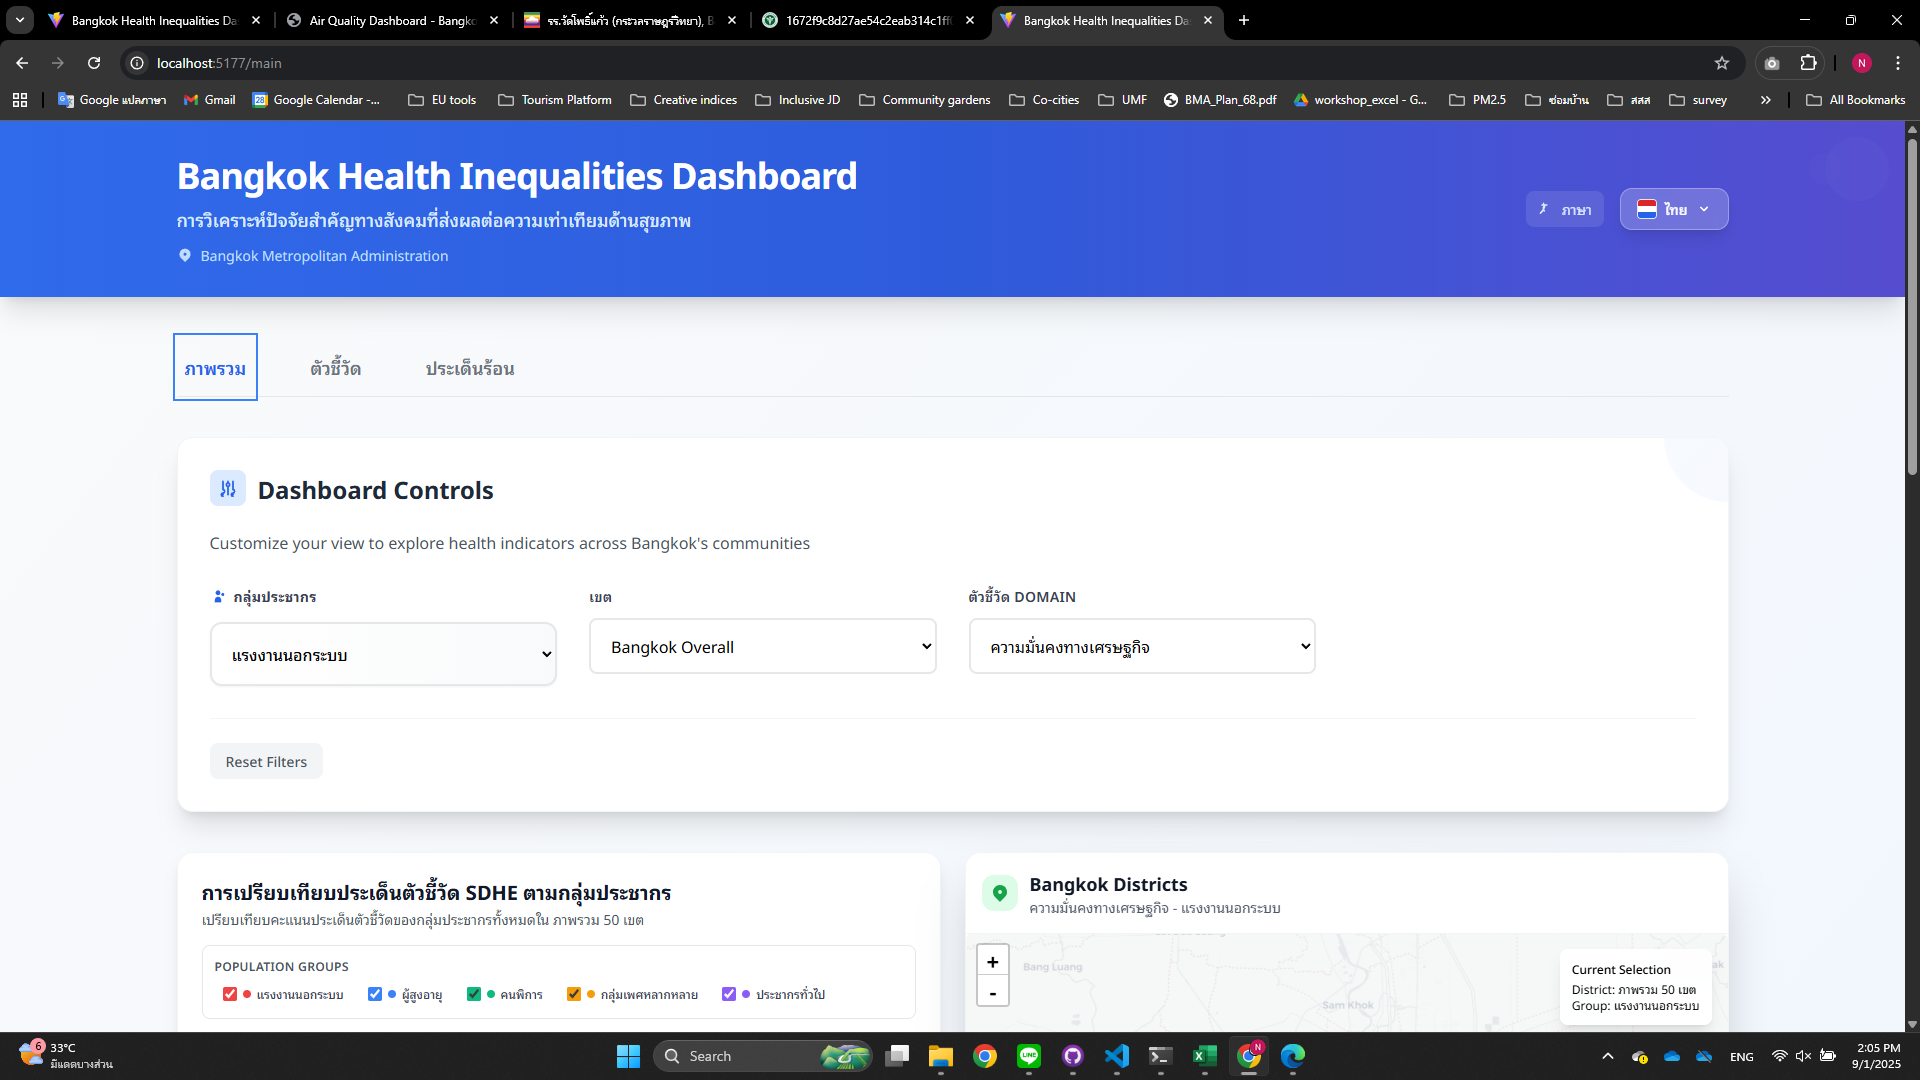 Bangkok Health Inequalities Da
Air Quality Dashboard - Bangko
รร.วัดโพธิ์แก้ว (กระวลราษฎร์วิทยา), B
1672f9c8d27ae54c2eab314c1ff
Bangkok Health Inequalities Da
localhost:5177/main
N
Google แปลภาษา
Gmail
Google Calendar -...
EU tools
Tourism Platform
Creative indices
Inclusive JD
Community gardens
Co-cities
UMF
BMA_Plan_68.pdf
workshop_excel - G...
PM2.5
ซ่อมบ้าน
สสส
survey
All Bookmarks
Bangkok Health Inequalities Dashboard
การวิเคราะห์ปัจจัยสำคัญทางสังคมที่ส่งผลต่อความเท่าเทียมด้านสุขภาพ
Bangkok Metropolitan Administration
ภาษา
ไทย
ภาพรวม
ตัวชี้วัด
ประเด็นร้อน
Dashboard Controls
Customize your view to explore health indicators across Bangkok's communities
กลุ่มประชากร
เขต
ตัวชี้วัด DOMAIN
แรงงานนอกระบบ
Bangkok Overall
ความมั่นคงทางเศรษฐกิจ
Reset Filters
การเปรียบเทียบประเด็นตัวชี้วัด SDHE ตามกลุ่มประชากร
เปรียบเทียบคะแนนประเด็นตัวชี้วัดของกลุ่มประชากรทั้งหมดใน ภาพรวม 50 เขต
POPULATION GROUPS
แรงงานนอกระบบ
ผู้สูงอายุ
คนพิการ
กลุ่มเพศหลากหลาย
ประชากรทั่วไป
Bangkok Districts
ความมั่นคงทางเศรษฐกิจ - แรงงานนอกระบบ
+
-
Bang Luang
Sam Khok
Current Selection
District: ภาพรวม 50 เขต
Group: แรงงานนอกระบบ
6
33°C
มีแดดบางส่วน
Search
LINE
N
ENG
2:05 PM
9/1/2025